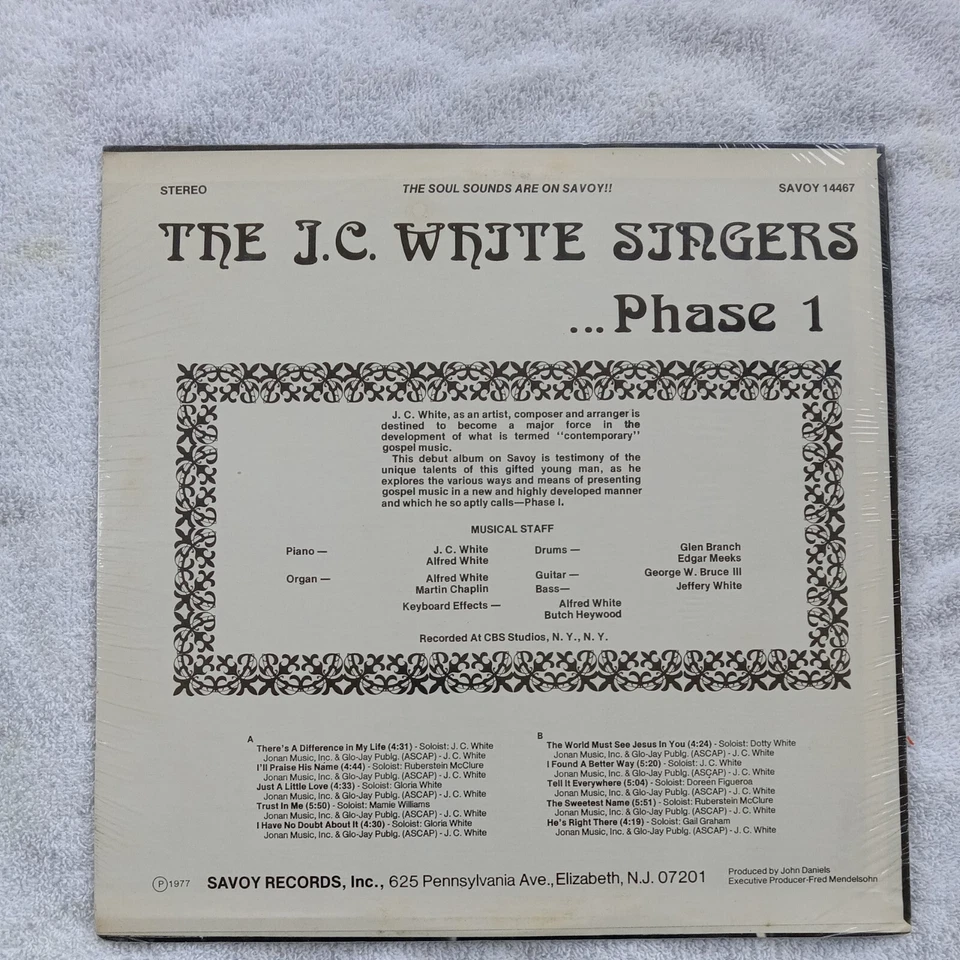 STEREO THE SOUL SOUNDS ARE ON SAVOY!! SAVOY 14467
THE J.C. WHITE SINGERS
...Phase 1
J. C. White, as an artist, composer and arranger is
destined to become a major force in the
development of what is termed "contemporary"
gospel music.
This debut album on Savoy is testimony of the
unique talents of this gifted young man, as he
explores the various ways and means of presenting
gospel music in a new and highly developed manner
and which he so aptly calls—Phase I.
MUSICAL STAFF
Piano — J. C. White
Alfred White
Organ — Alfred White
Martin Chaplin
Drums — Glen Branch
Edgar Meeks
Guitar — George W. Bruce III
Bass— Jeffery White
Keyboard Effects — Alfred White
Butch Heywood
Recorded At CBS Studios, N. Y., N. Y.
A
There's A Difference in My Life (4:31) - Soloist: J. C. White
Jonan Music, Inc. & Glo-Jay Publg. (ASCAP) - J. C. White
I'll Praise His Name (4:44) - Soloist: Ruberstein McClure
Jonan Music, Inc. & Glo-Jay Publg. (ASCAP) - J. C. White
Just A Little Love (4:33) - Soloist: Gloria White
Jonan Music, Inc. & Glo-Jay Publg. (ASCAP) - J. C. White
Trust In Me (5:50) - Soloist: Mamie Williams
Jonan Music, Inc. & Glo-Jay Publg. (ASCAP) - J. C. White
I Have No Doubt About It (4:30) - Soloist: Gloria White
Jonan Music, Inc. & Glo-Jay Publg. (ASCAP) - J. C. White
B
The World Must See Jesus In You (4:24) - Soloist: Dotty White
Jonan Music, Inc. & Glo-Jay Publg. (ASCAP) - J. C. White
I Found A Better Way (5:20) - Soloist: J. C. White
Jonan Music, Inc. & Glo-Jay Publg. (ASCAP) - J. C. White
Tell It Everywhere (5:04) - Soloist: Doreen Figueroa
Jonan Music, Inc. & Glo-Jay Publg. (ASCAP) - J. C. White
The Sweetest Name (5:51) - Soloist: Ruberstein McClure
Jonan Music, Inc. & Glo-Jay Publg. (ASCAP) - J. C. White
He's Right There (4:19) - Soloist: Gail Graham
Jonan Music, Inc. & Glo-Jay Publg. (ASCAP) - J. C. White
Ⓟ1977 SAVOY RECORDS, Inc., 625 Pennsylvania Ave., Elizabeth, N.J. 07201
Produced by John Daniels
Executive Producer-Fred Mendelsohn